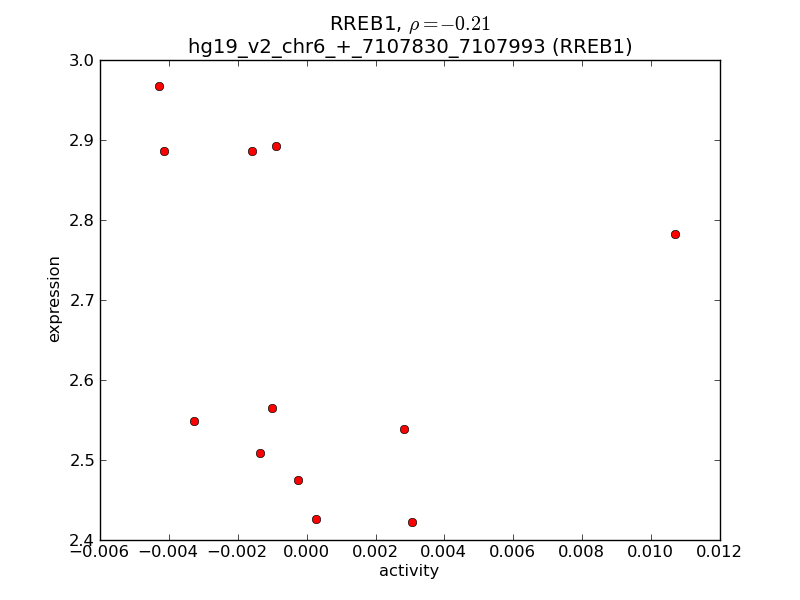 RREB1, ρ = −0.21
hg19_v2_chr6_+_7107830_7107993 (RREB1)
3.0
2.9
2.8
2.7
2.6
2.5
2.4
expression
−0.006 −0.004 −0.002 0.000 0.002 0.004 0.006 0.008 0.010 0.012
activity